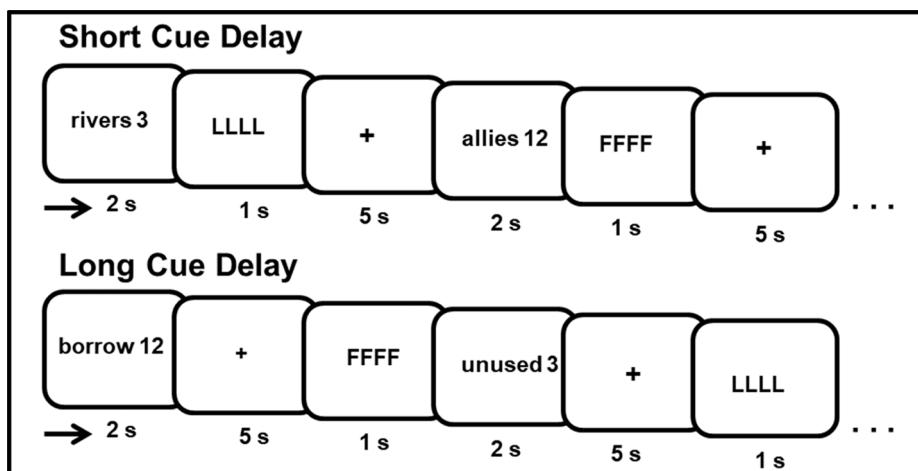 Short Cue Delay
rivers 3
LLLL
+
allies 12
FFFF
+
2 s
1 s
5 s
2 s
1 s
5 s
. . .
Long Cue Delay
borrow 12
+
FFFF
unused 3
+
LLLL
2 s
5 s
1 s
2 s
5 s
1 s
. . .